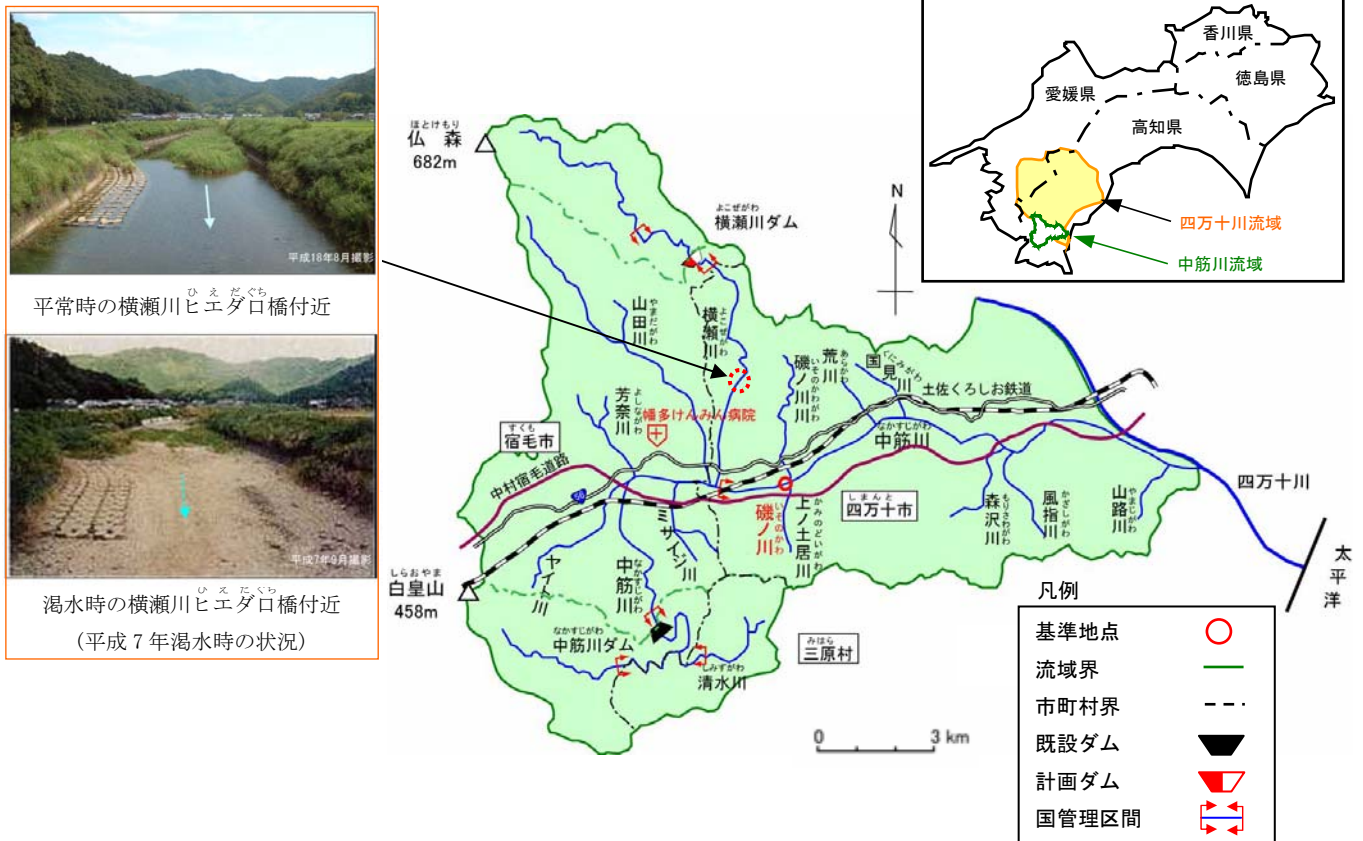 平成18年8月撮影
ひえだぐち
平常時の横瀬川ヒエダ口橋付近
平成7年9月撮影
ひえだぐち
渇水時の横瀬川ヒエダ口橋付近
(平成7年渇水時の状況)
香川県
徳島県
愛媛県
高知県
四万十川流域
中筋川流域
ほとけもり
仏森
682m
N
よこぜがわ
横瀬川ダム
やまだがわ
山田川
よこぜがわ
横瀬川
いそのかわがわ
磯ノ川川
あらかわ
荒川
くにみがわ
国見川
土佐くろしお鉄道
よしながわ
芳奈川
幡多けんみん病院
すくも
宿毛市
なかすじがわ
中筋川
中村宿毛道路
56
しまんと
四万十市
四万十川
いそのかわ
磯ノ川
かみのどいがわ
上ノ土居川
もりさわがわ
森沢川
かざしがわ
風指川
やまじがわ
山路川
太平洋
しらおやま
白皇山
458m
ヤイト川
なかすじがわ
中筋川
ミサイジ川
なかすじがわ
中筋川ダム
しみずがわ
清水川
みはら
三原村
0 3 km
凡例
基準地点
流域界
市町村界
既設ダム
計画ダム
国管理区間